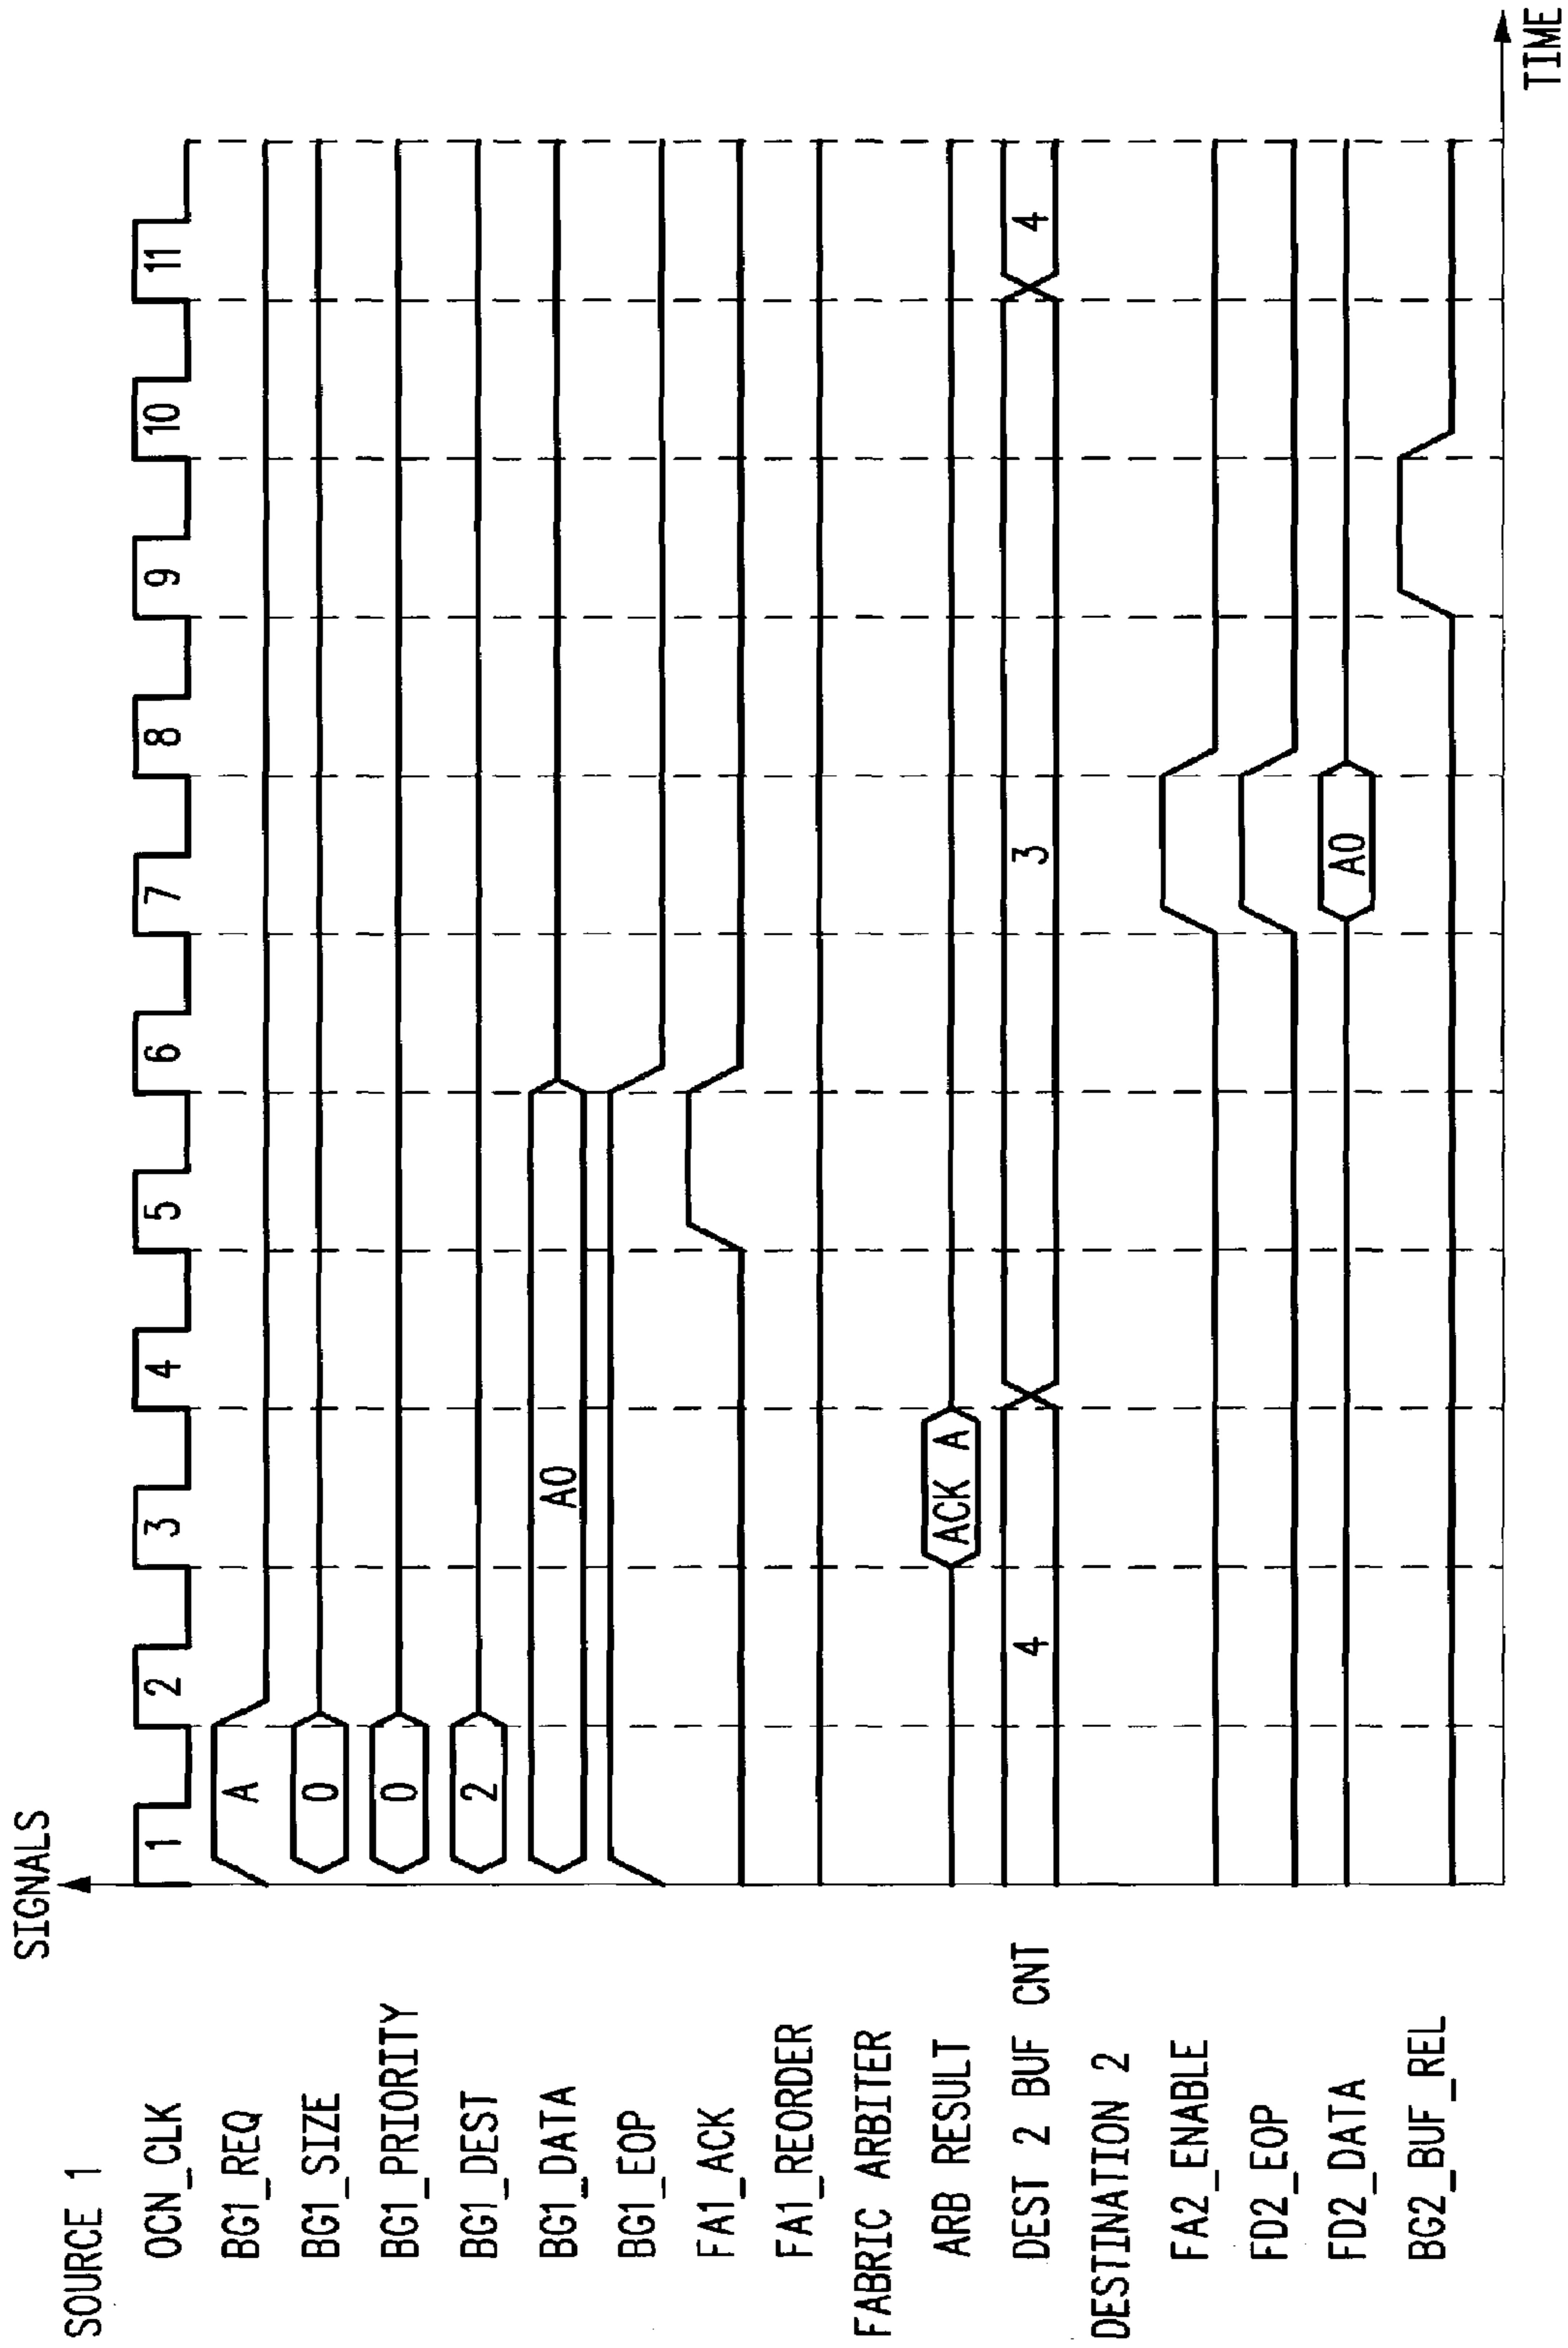 SIGNALS
SOURCE 1
OCN_CLK 1 2 3 4 5 6 7 8 9 10 11
BG1_REQ A
BG1_SIZE 0
BG1_PRIORITY 0
BG1_DEST 2
BG1_DATA A0
BG1_EOP
FA1_ACK
FA1_REORDER
FABRIC ARBITER
ARB RESULT ACK A
DEST 2 BUF CNT 4 3 4
DESTINATION 2
FA2_ENABLE
FD2_EOP
FD2_DATA A0
BG2_BUF_REL
TIME